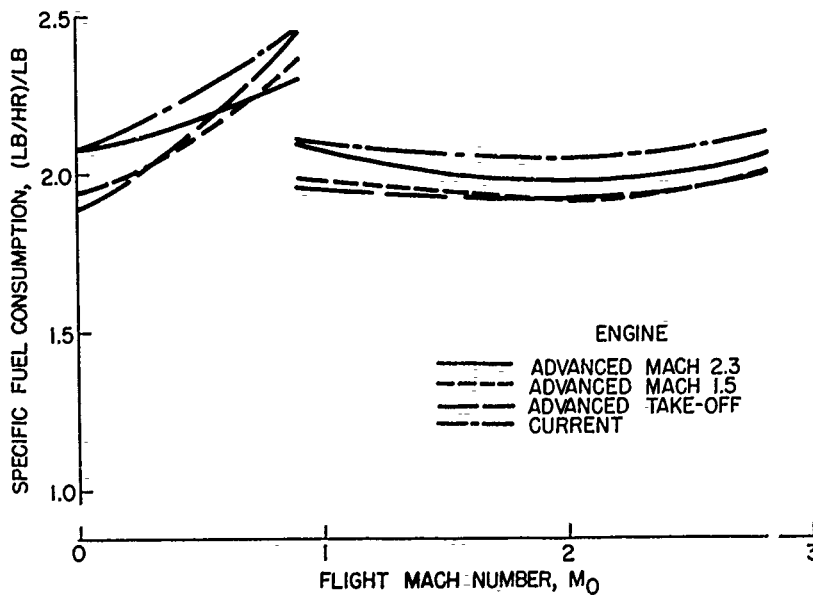 2.5
2.0
1.5
1.0
SPECIFIC FUEL CONSUMPTION, (LB/HR)/LB
ENGINE
ADVANCED MACH 2.3
ADVANCED MACH 1.5
ADVANCED TAKE-OFF
CURRENT
0 1 2 3
FLIGHT MACH NUMBER, M₀